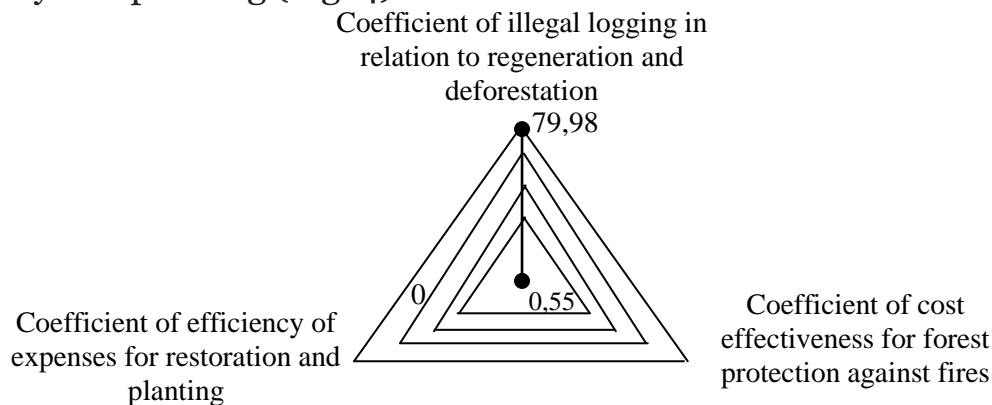 Coefficient of illegal logging in
relation to regeneration and
deforestation
79,98
0
0,55
Coefficient of efficiency of
expenses for restoration and
planting
Coefficient of cost
effectiveness for forest
protection against fires